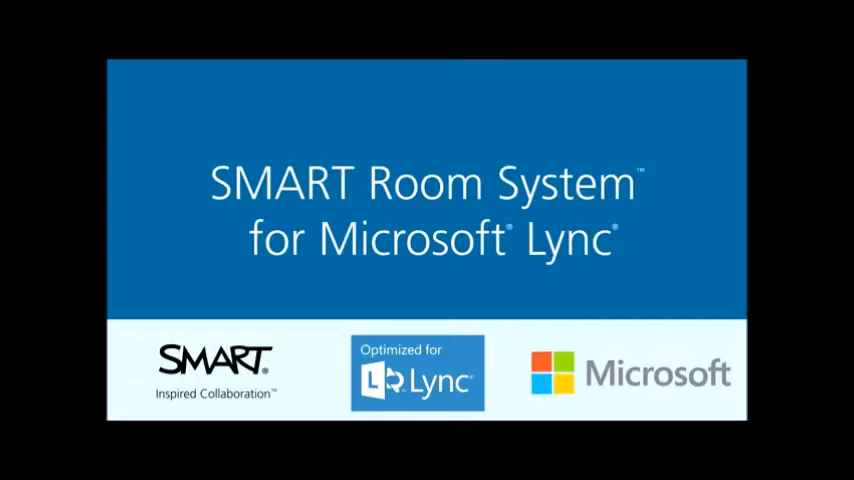 SMART Room System™
for Microsoft® Lync®
SMART®
Inspired Collaboration™
Optimized for
Lync®
Microsoft